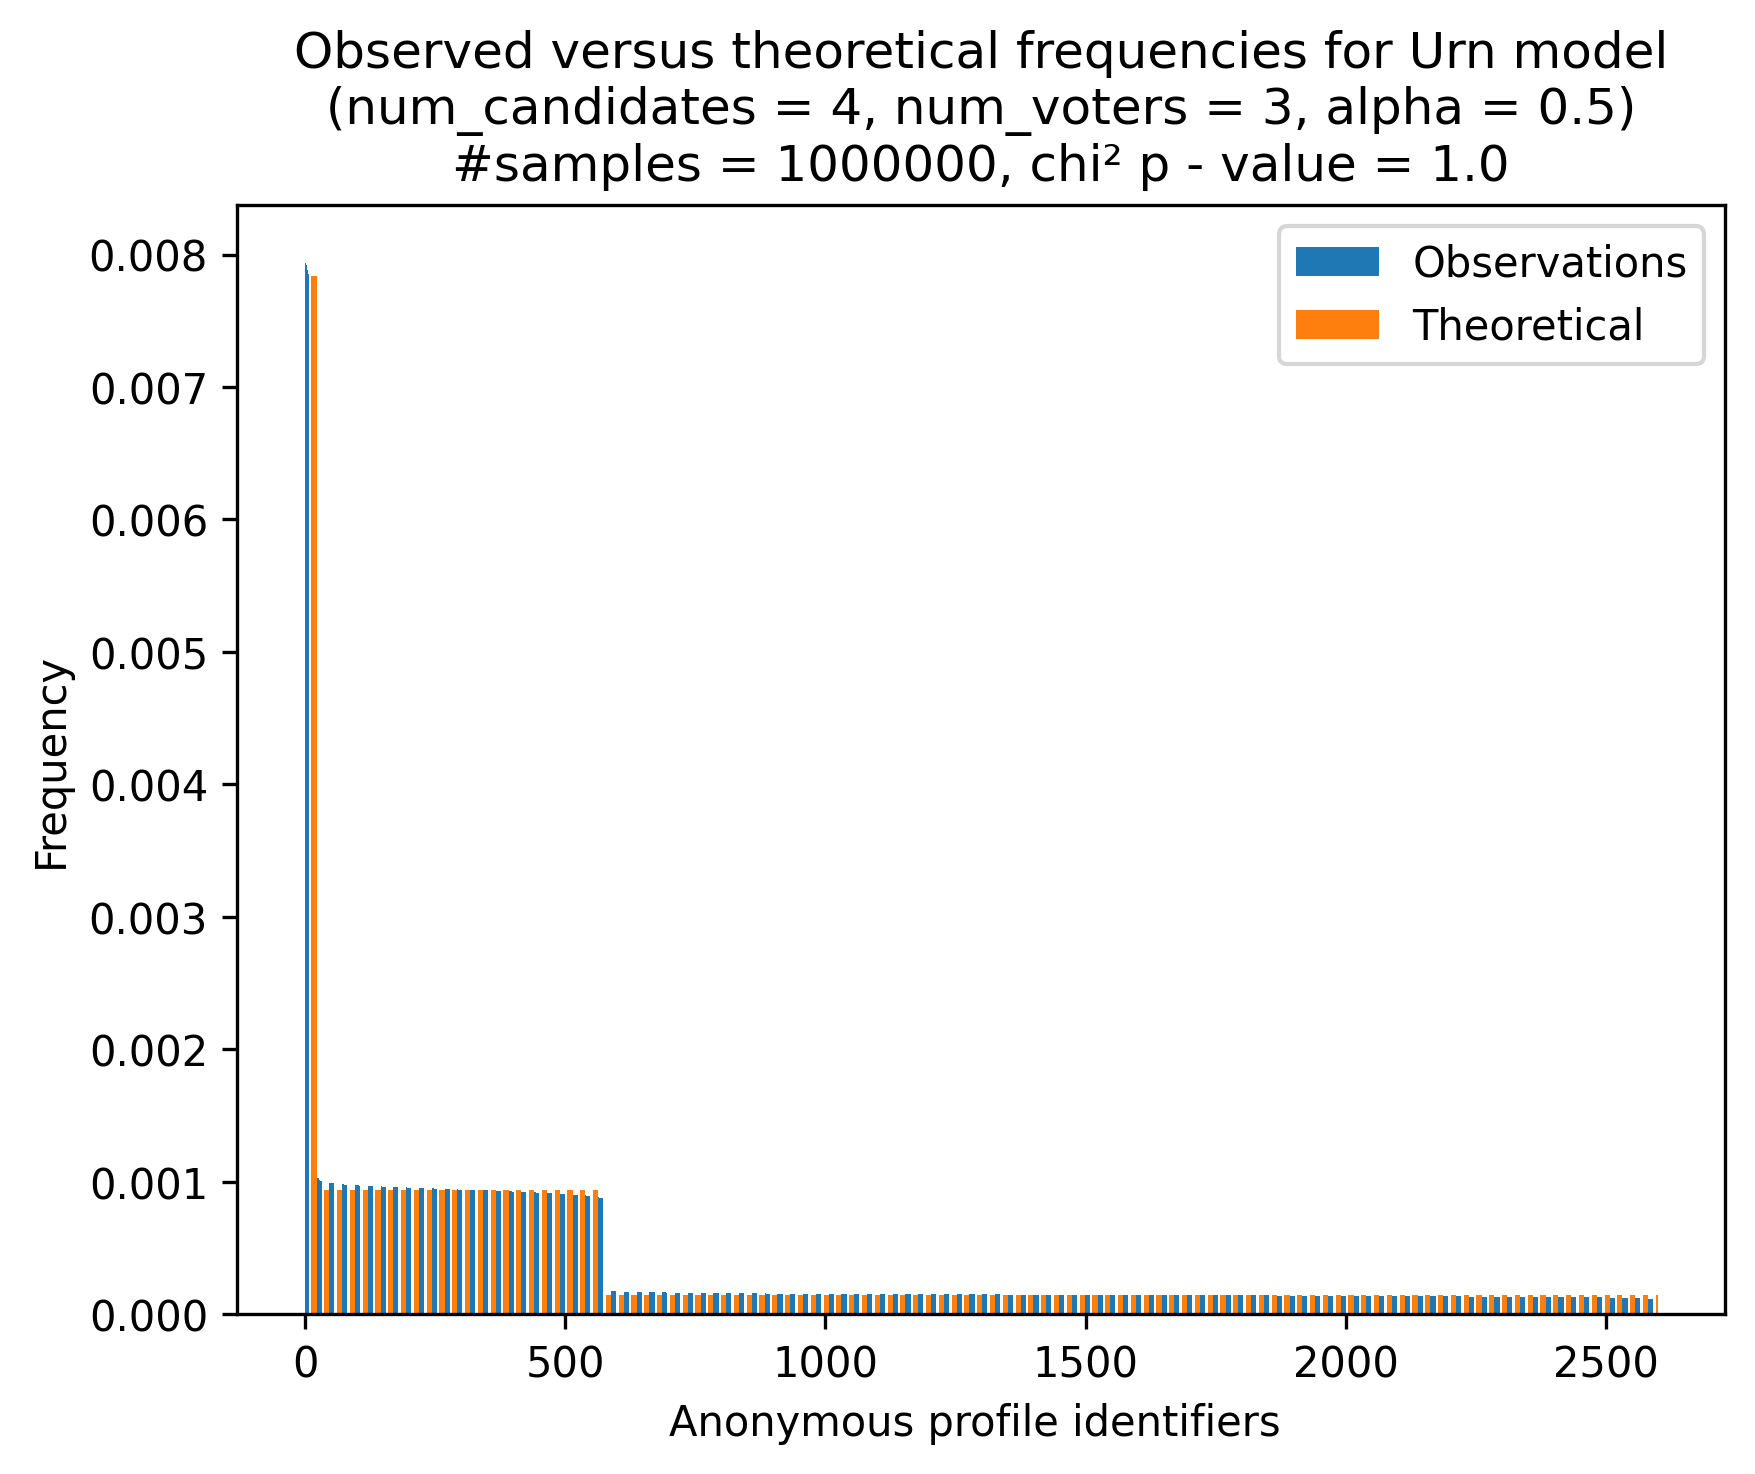 Observed versus theoretical frequencies for Urn model
(num_candidates = 4, num_voters = 3, alpha = 0.5)
#samples = 1000000, chi² p - value = 1.0
Observations
Theoretical
0.008
0.007
0.006
0.005
0.004
0.003
0.002
0.001
0.000
Frequency
0 500 1000 1500 2000 2500
Anonymous profile identifiers